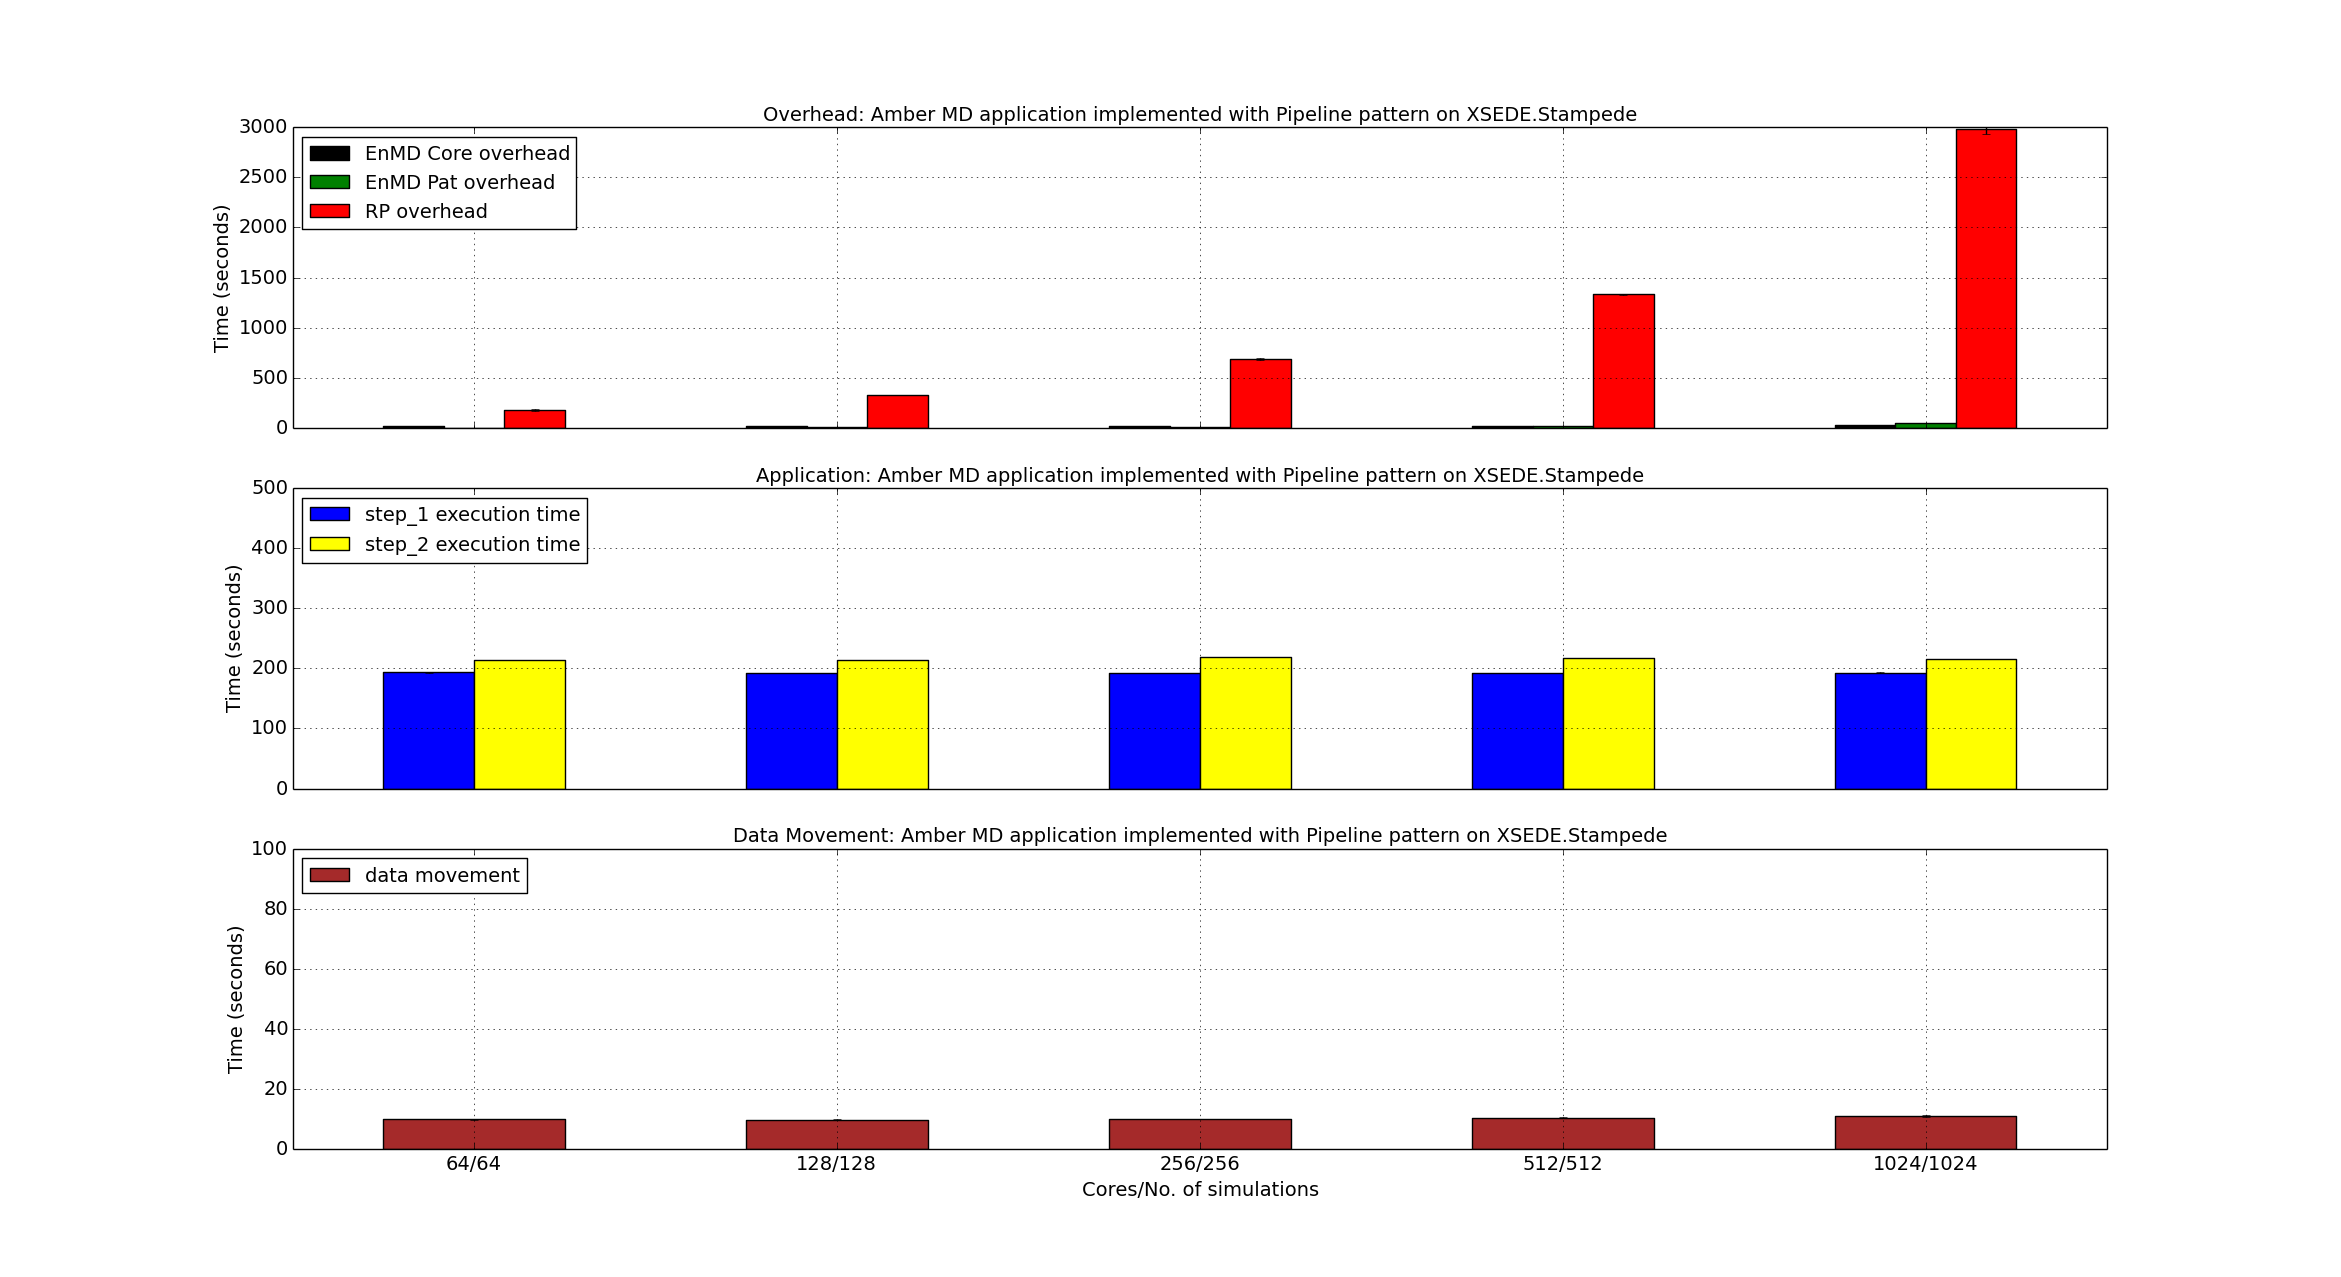 Overhead: Amber MD application implemented with Pipeline pattern on XSEDE.Stampede
3000
2500
2000
1500
1000
500
0
Time (seconds)
EnMD Core overhead
EnMD Pat overhead
RP overhead
Application: Amber MD application implemented with Pipeline pattern on XSEDE.Stampede
500
400
300
200
100
0
Time (seconds)
step_1 execution time
step_2 execution time
Data Movement: Amber MD application implemented with Pipeline pattern on XSEDE.Stampede
100
80
60
40
20
0
Time (seconds)
data movement
64/64 128/128 256/256 512/512 1024/1024
Cores/No. of simulations